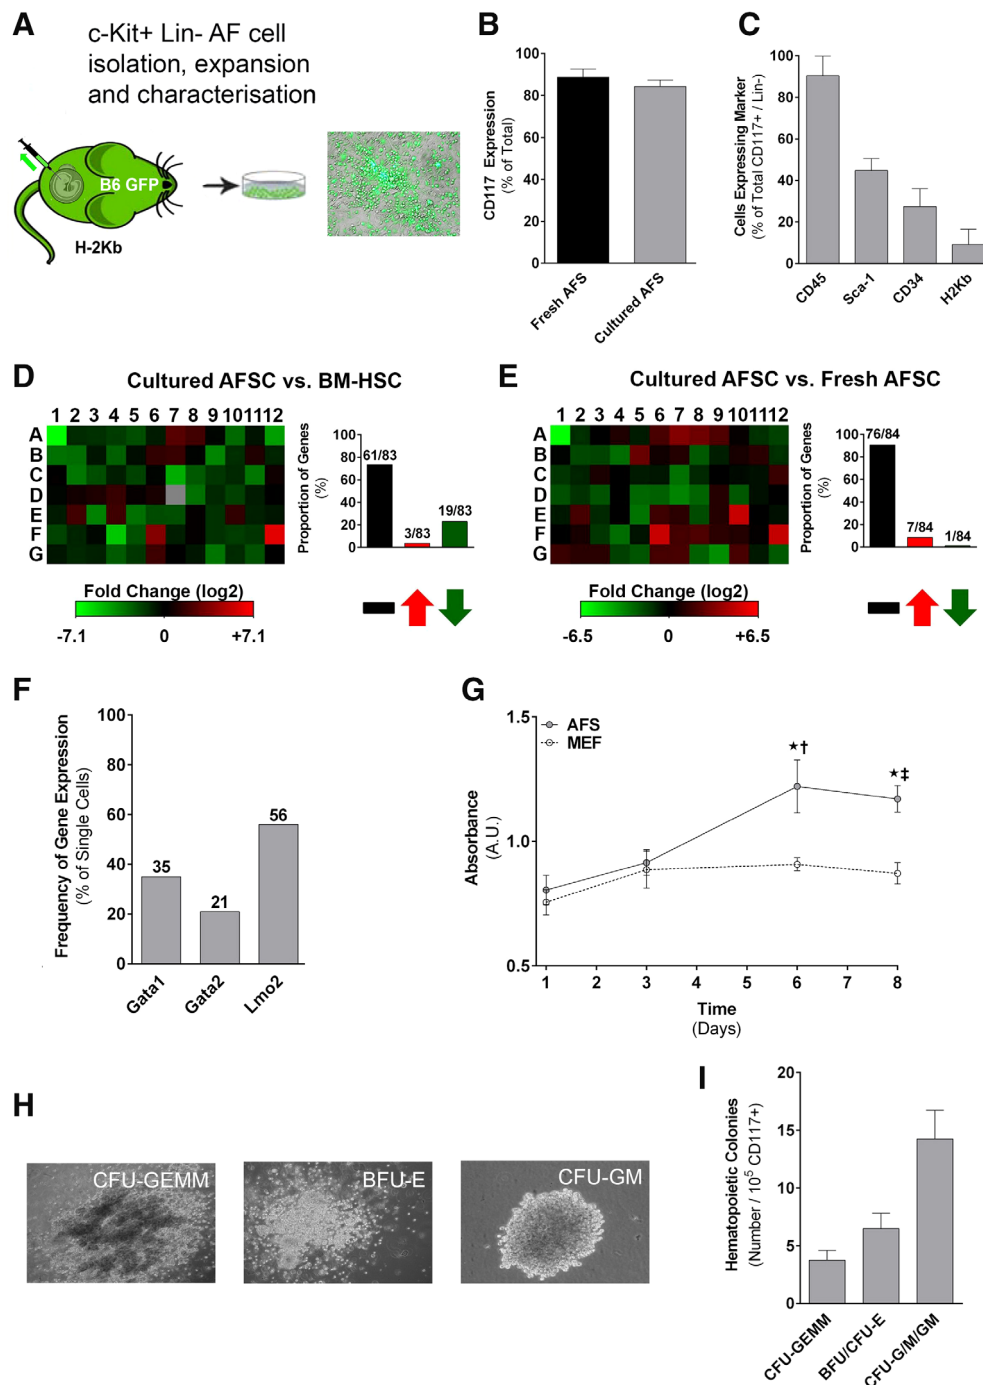 A
c-Kit+ Lin- AF cell
isolation, expansion
and characterisation
B6 GFP
H-2Kb
B
CD117 Expression
(% of Total)
100
80
60
40
20
0
Fresh AFS
Cultured AFS
C
Cells Expressing Marker
(% of Total CD117+ / Lin-)
100
80
60
40
20
0
CD45
Sca-1
CD34
H2Kb
D
Cultured AFSC vs. BM-HSC
1 2 3 4 5 6 7 8 9 10 11 12
A
B
C
D
E
F
G
Fold Change (log2)
-7.1 0 +7.1
Proportion of Genes
(%)
100
80
60
40
20
0
61/83
3/83
19/83
E
Cultured AFSC vs. Fresh AFSC
1 2 3 4 5 6 7 8 9 10 11 12
A
B
C
D
E
F
G
Fold Change (log2)
-6.5 0 +6.5
Proportion of Genes
(%)
100
80
60
40
20
0
76/84
7/84
1/84
F
Frequency of Gene Expression
(% of Single Cells)
100
80
60
40
20
0
35
21
56
Gata1
Gata2
Lmo2
G
Absorbance
(A.U.)
1.5
1.0
0.5
AFS
MEF
★†
★‡
1 2 3 4 5 6 7 8
Time
(Days)
H
CFU-GEMM
BFU-E
CFU-GM
I
Hematopoietic Colonies
(Number / 10⁵ CD117+)
20
15
10
5
0
CFU-GEMM
BFU/CFU-E
CFU-G/M/GM